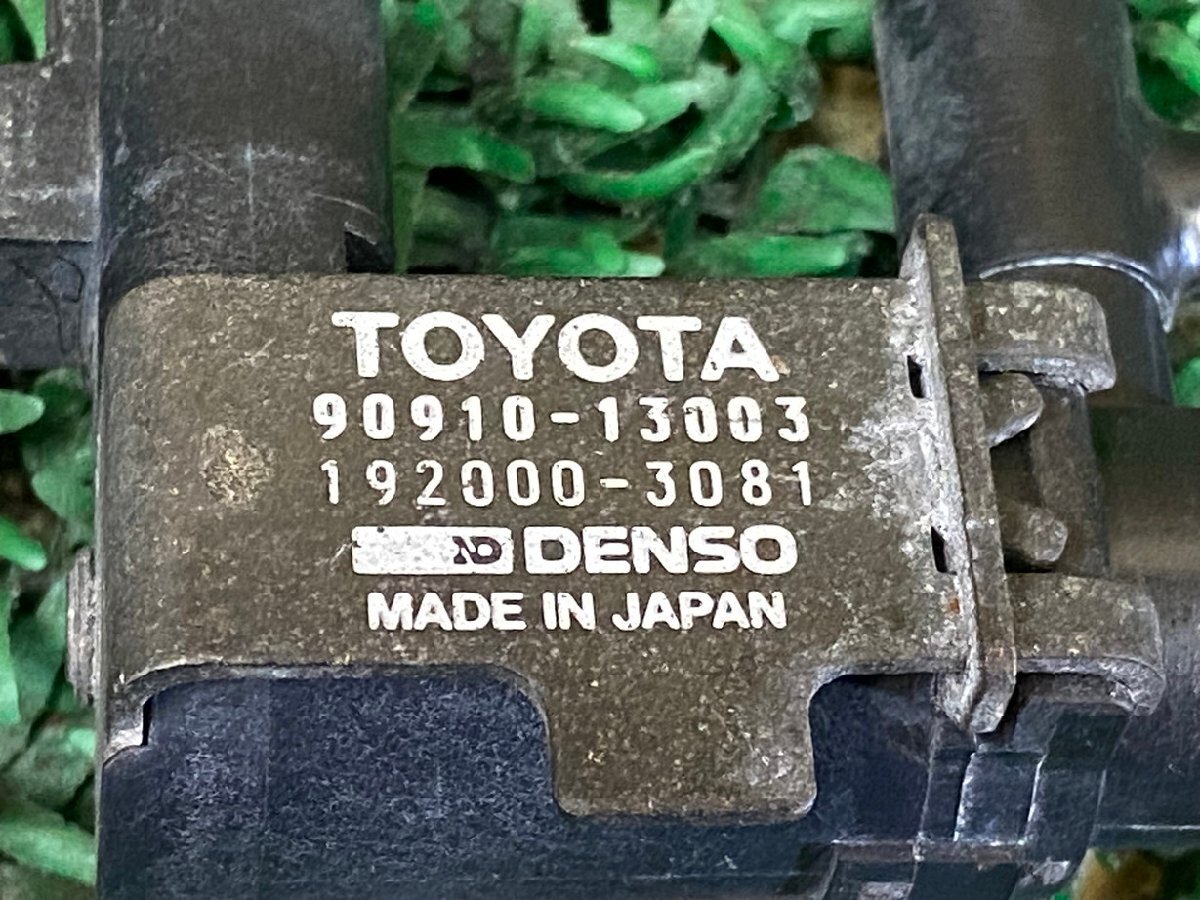 TOYOTA
90910-13003
192000-3081
DENSO
MADE IN JAPAN